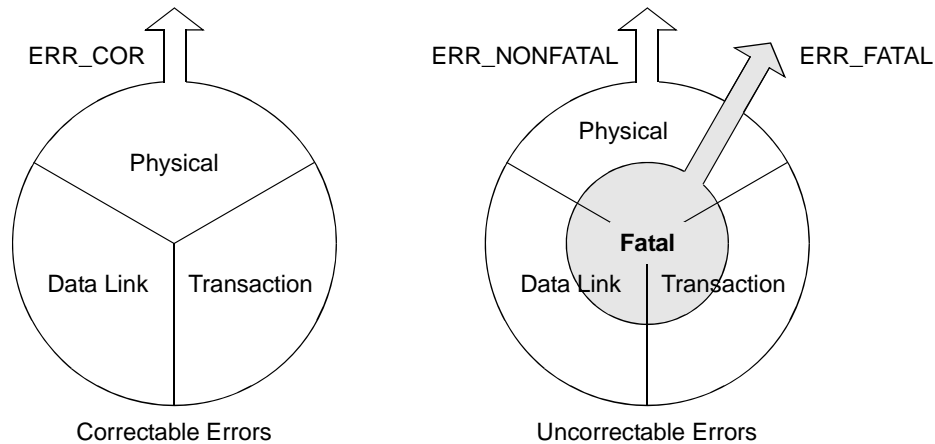 ERR_COR
Physical
Data Link
Transaction
Correctable Errors
ERR_NONFATAL
ERR_FATAL
Physical
Fatal
Data Link
Transaction
Uncorrectable Errors